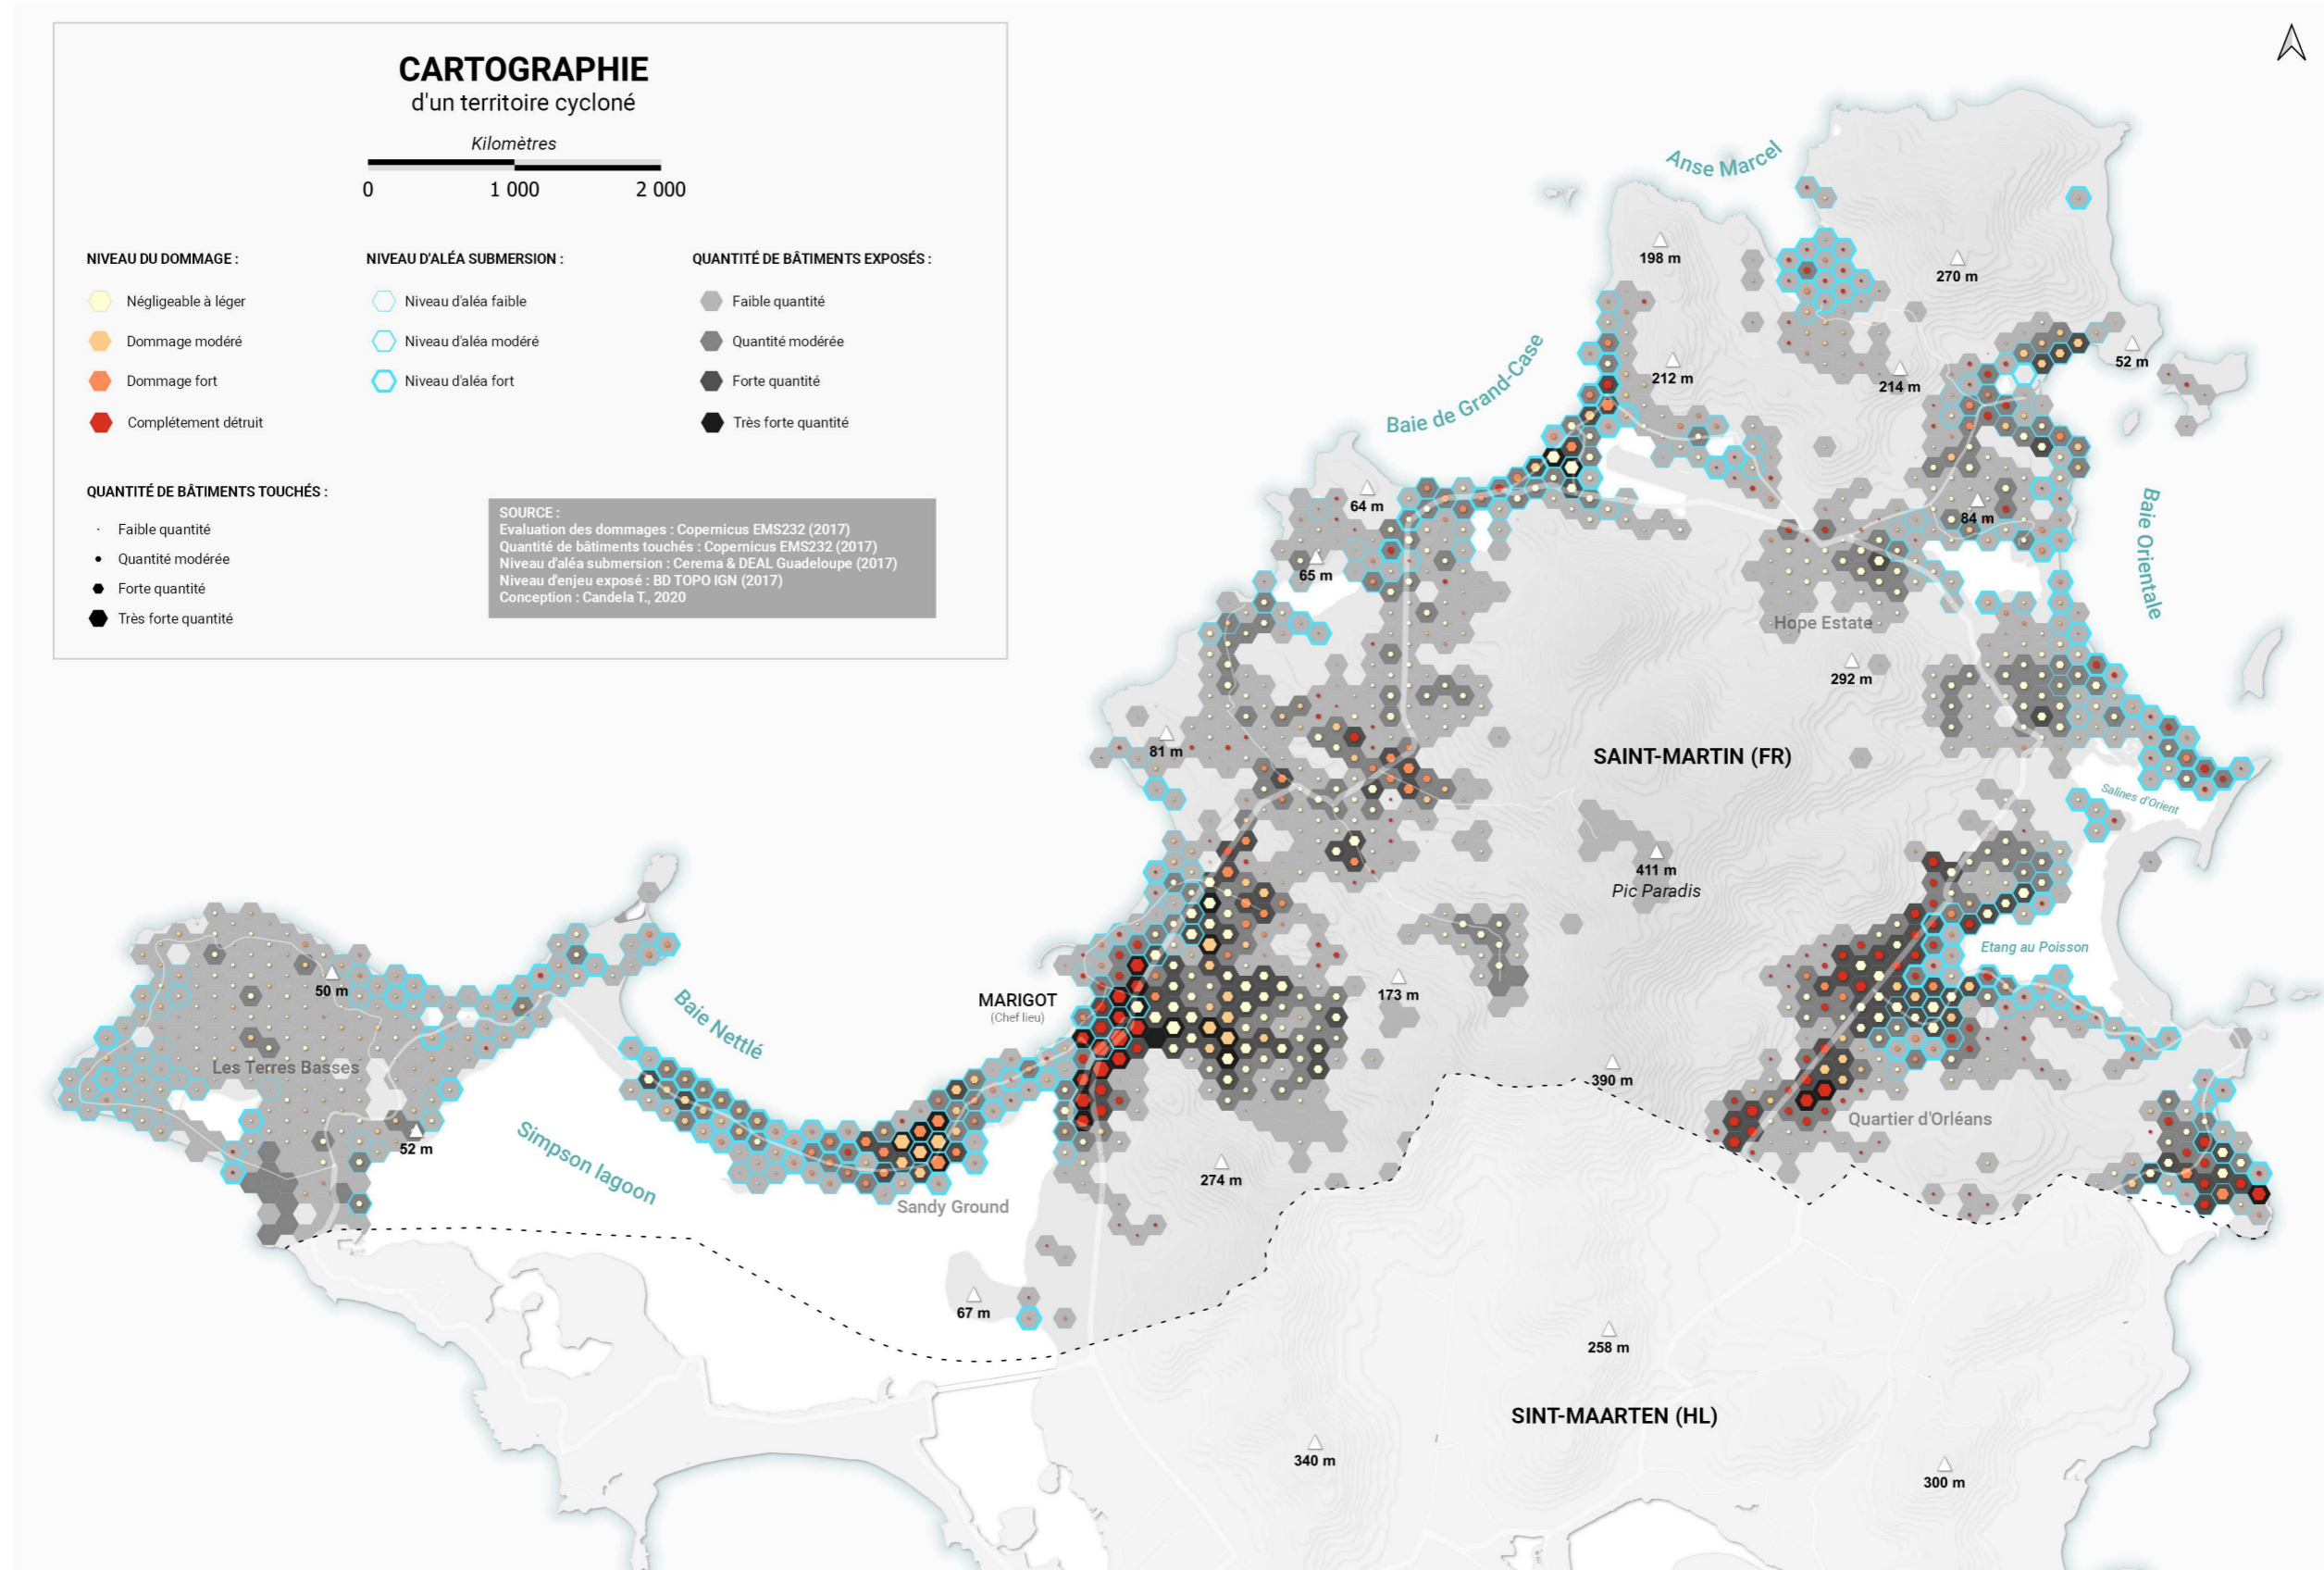 CARTOGRAPHIE
d'un territoire cycloné
Kilomètres
0 1 000 2 000
NIVEAU DU DOMMAGE :
Négligeable à léger
Dommage modéré
Dommage fort
Complétement détruit
NIVEAU D'ALÉA SUBMERSION :
Niveau d'aléa faible
Niveau d'aléa modéré
Niveau d'aléa fort
QUANTITÉ DE BÂTIMENTS EXPOSÉS :
Faible quantité
Quantité modérée
Forte quantité
Très forte quantité
QUANTITÉ DE BÂTIMENTS TOUCHÉS :
Faible quantité
Quantité modérée
Forte quantité
Très forte quantité
SOURCE :
Evaluation des dommages : Copernicus EMS232 (2017)
Quantité de bâtiments touchés : Copernicus EMS232 (2017)
Niveau d'aléa submersion : Cerema & DEAL Guadeloupe (2017)
Niveau d'enjeu exposé : BD TOPO IGN (2017)
Conception : Candela T., 2020
Anse Marcel
198 m
270 m
Baie de Grand-Case
212 m
214 m
52 m
64 m
84 m
Baie Orientale
65 m
Hope Estate
292 m
81 m
SAINT-MARTIN (FR)
Salines d'Orient
411 m
Pic Paradis
Etang au Poisson
50 m
MARIGOT
(Chef lieu)
173 m
Baie Nettlé
Les Terres Basses
390 m
Quartier d'Orléans
52 m
Simpson lagoon
274 m
Sandy Ground
67 m
258 m
SINT-MAARTEN (HL)
340 m
300 m